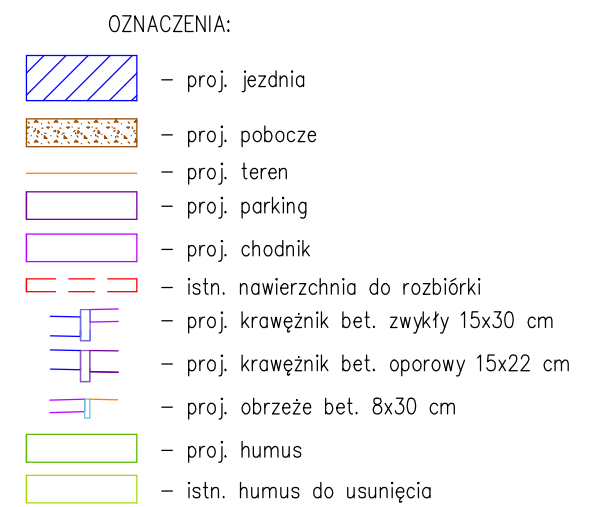 OZNACZENIA:
- proj. jezdnia
- proj. pobocze
- proj. teren
- proj. parking
- proj. chodnik
- istn. nawierzchnia do rozbiórki
- proj. krawężnik bet. zwykły 15x30 cm
- proj. krawężnik bet. oporowy 15x22 cm
- proj. obrzeże bet. 8x30 cm
- proj. humus
- istn. humus do usunięcia